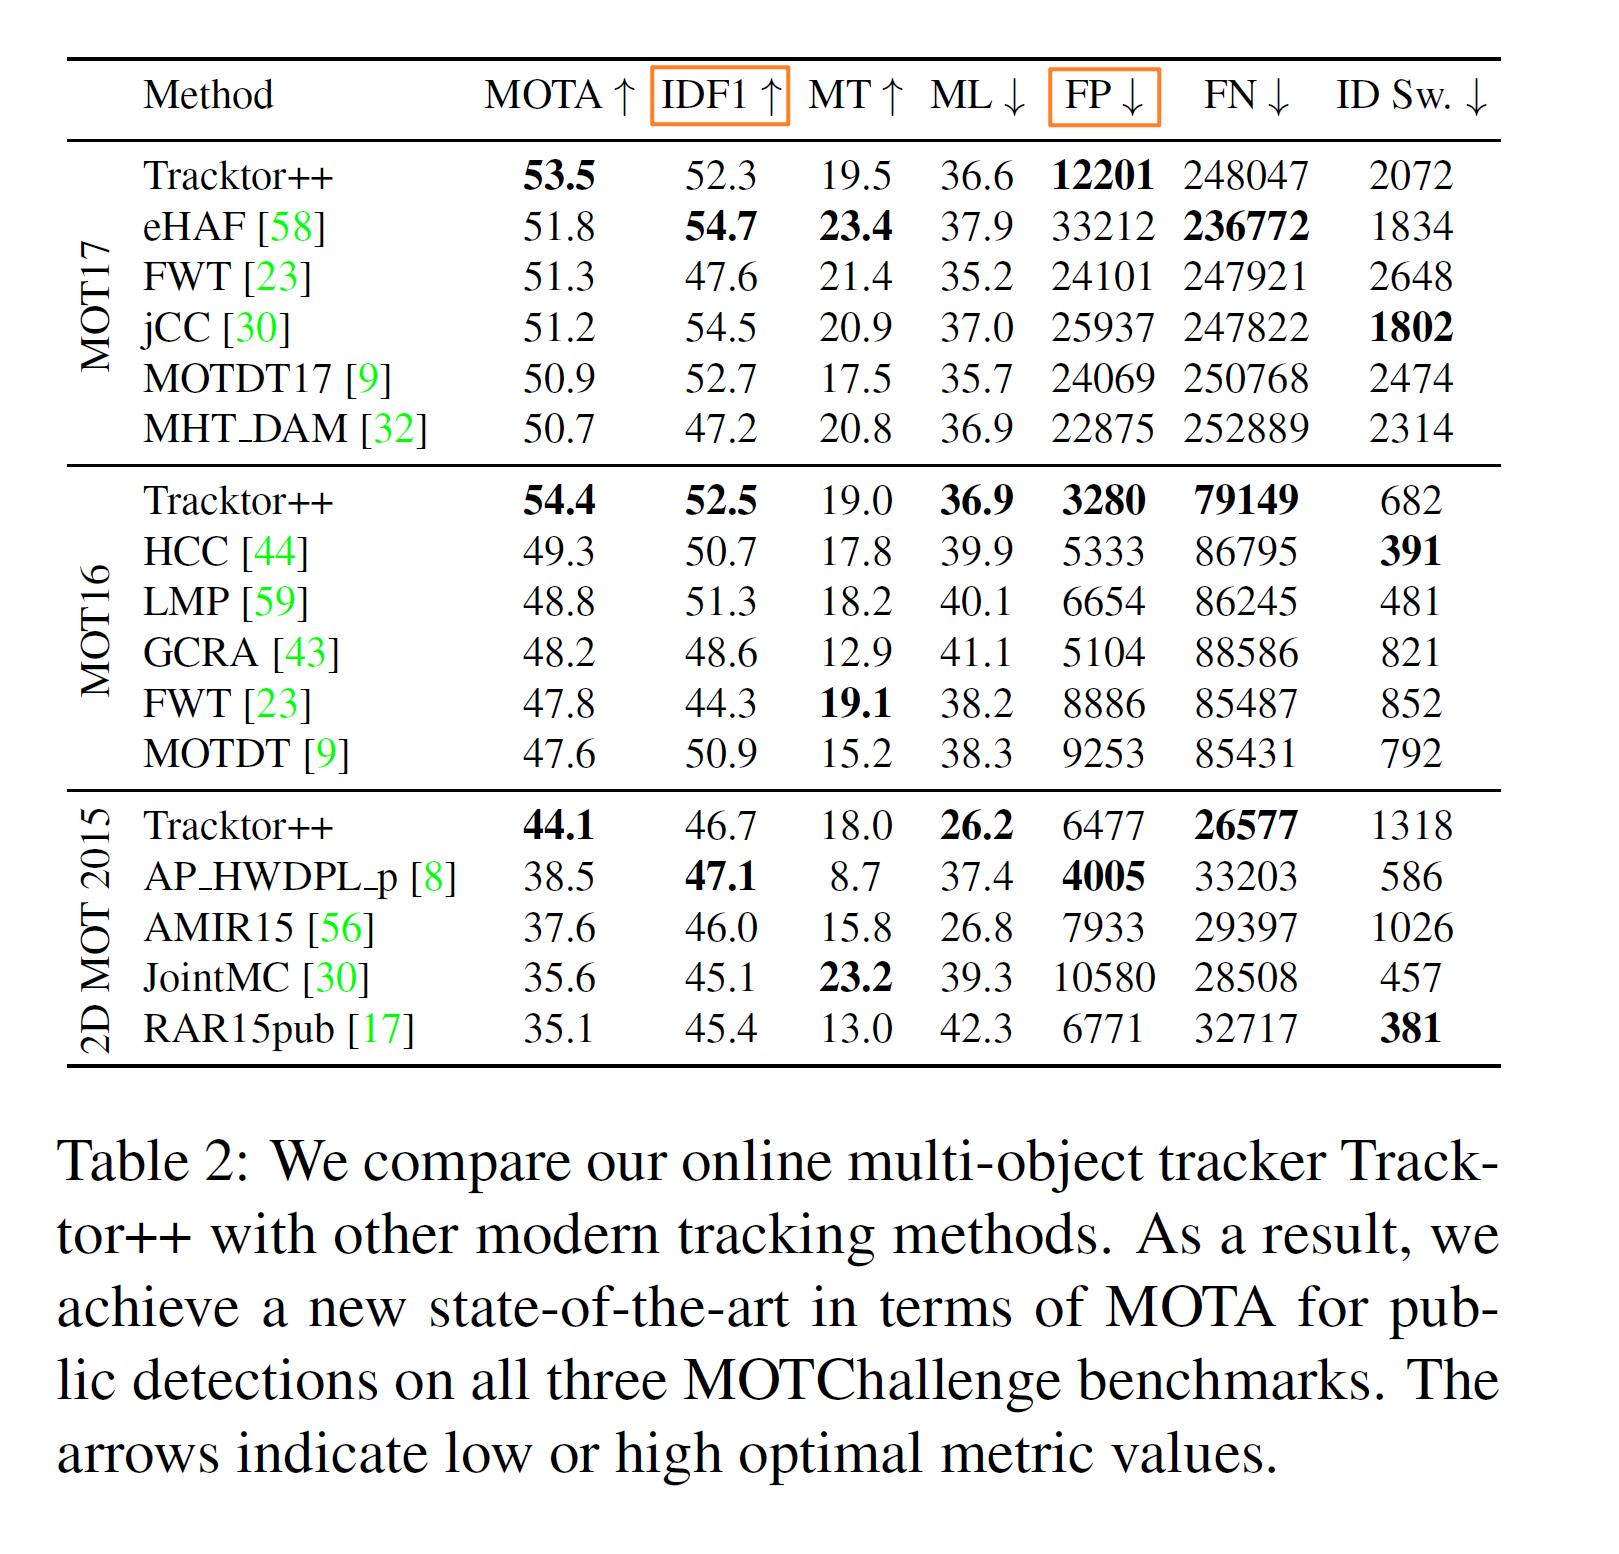 Method MOTA ↑ IDF1 ↑ MT ↑ ML ↓ FP ↓ FN ↓ ID Sw. ↓
MOT17
Tracktor++ 53.5 52.3 19.5 36.6 12201 248047 2072
eHAF [58] 51.8 54.7 23.4 37.9 33212 236772 1834
FWT [23] 51.3 47.6 21.4 35.2 24101 247921 2648
jCC [30] 51.2 54.5 20.9 37.0 25937 247822 1802
MOTDT17 [9] 50.9 52.7 17.5 35.7 24069 250768 2474
MHT_DAM [32] 50.7 47.2 20.8 36.9 22875 252889 2314
MOT16
Tracktor++ 54.4 52.5 19.0 36.9 3280 79149 682
HCC [44] 49.3 50.7 17.8 39.9 5333 86795 391
LMP [59] 48.8 51.3 18.2 40.1 6654 86245 481
GCRA [43] 48.2 48.6 12.9 41.1 5104 88586 821
FWT [23] 47.8 44.3 19.1 38.2 8886 85487 852
MOTDT [9] 47.6 50.9 15.2 38.3 9253 85431 792
2D MOT 2015
Tracktor++ 44.1 46.7 18.0 26.2 6477 26577 1318
AP_HWDPL_p [8] 38.5 47.1 8.7 37.4 4005 33203 586
AMIR15 [56] 37.6 46.0 15.8 26.8 7933 29397 1026
JointMC [30] 35.6 45.1 23.2 39.3 10580 28508 457
RAR15pub [17] 35.1 45.4 13.0 42.3 6771 32717 381
Table 2: We compare our online multi-object tracker Track-
tor++ with other modern tracking methods. As a result, we
achieve a new state-of-the-art in terms of MOTA for pub-
lic detections on all three MOTChallenge benchmarks. The
arrows indicate low or high optimal metric values.